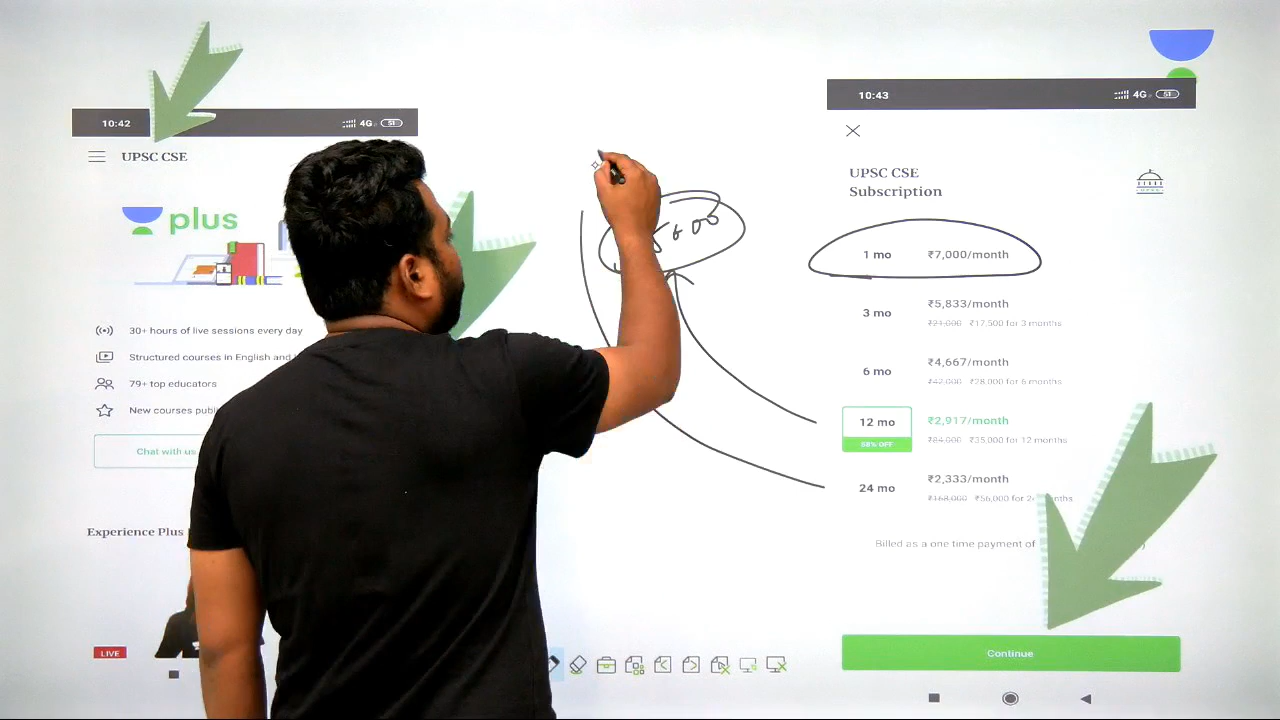 10:42
4G 51
UPSC CSE
plus
30+ hours of live sessions every day
Structured courses in English and
79+ top educators
New courses publ
Chat with us
Experience Plus
LIVE
10:43
4G 51
UPSC CSE
Subscription
1 mo ₹7,000/month
3 mo ₹5,833/month
₹21,000 ₹17,500 for 3 months
6 mo ₹4,667/month
₹42,000 ₹28,000 for 6 months
12 mo ₹2,917/month
58% OFF ₹84,000 ₹35,000 for 12 months
24 mo ₹2,333/month
₹168,000 ₹56,000 for 24 months
Billed as a one time payment of
Continue